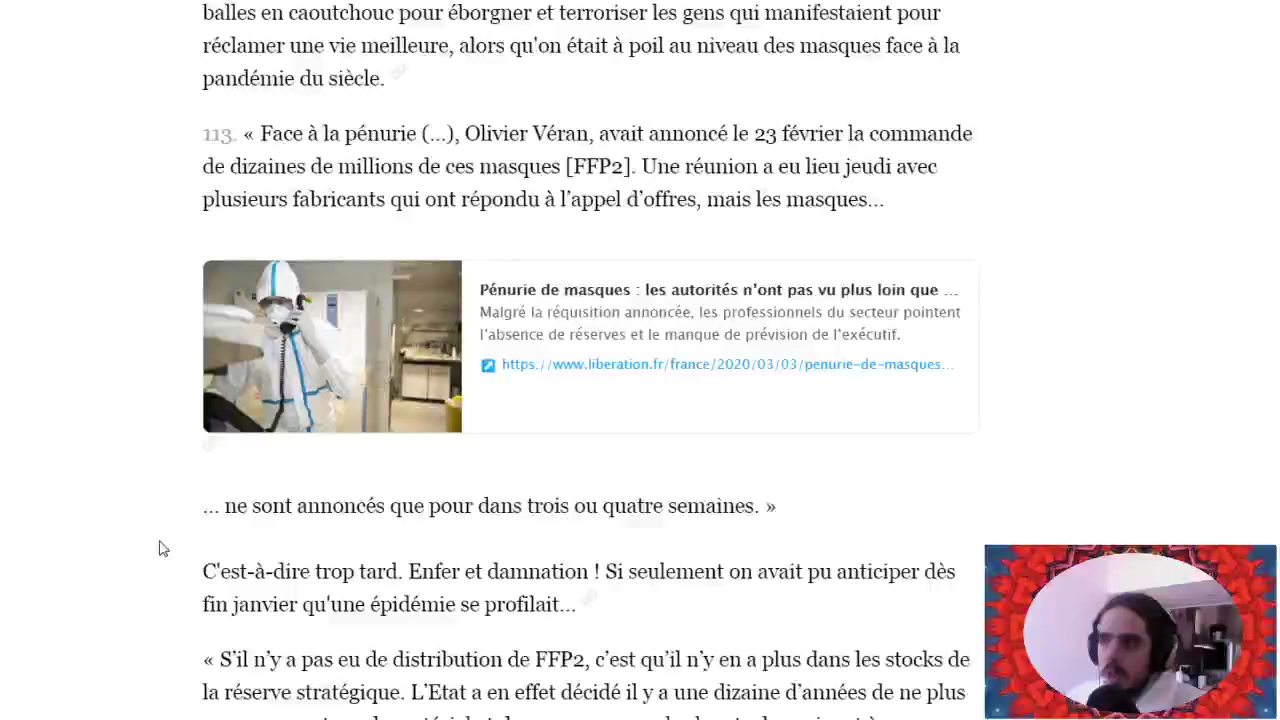 balles en caoutchouc pour éborgner et terroriser les gens qui manifestaient pour
réclamer une vie meilleure, alors qu'on était à poil au niveau des masques face à la
pandémie du siècle.
113. « Face à la pénurie (…), Olivier Véran, avait annoncé le 23 février la commande
de dizaines de millions de ces masques [FFP2]. Une réunion a eu lieu jeudi avec
plusieurs fabricants qui ont répondu à l’appel d’offres, mais les masques…
Pénurie de masques : les autorités n’ont pas vu plus loin que ...
Malgré la réquisition annoncée, les professionnels du secteur pointent
l’absence de réserves et le manque de prévision de l’exécutif.
https://www.liberation.fr/france/2020/03/03/penurie-de-masques...
… ne sont annoncés que pour dans trois ou quatre semaines. »
C'est-à-dire trop tard. Enfer et damnation ! Si seulement on avait pu anticiper dès
fin janvier qu'une épidémie se profilait…
« S’il n’y a pas eu de distribution de FFP2, c’est qu’il n’y en a plus dans les stocks de
la réserve stratégique. L’Etat a en effet décidé il y a une dizaine d’années de ne plus